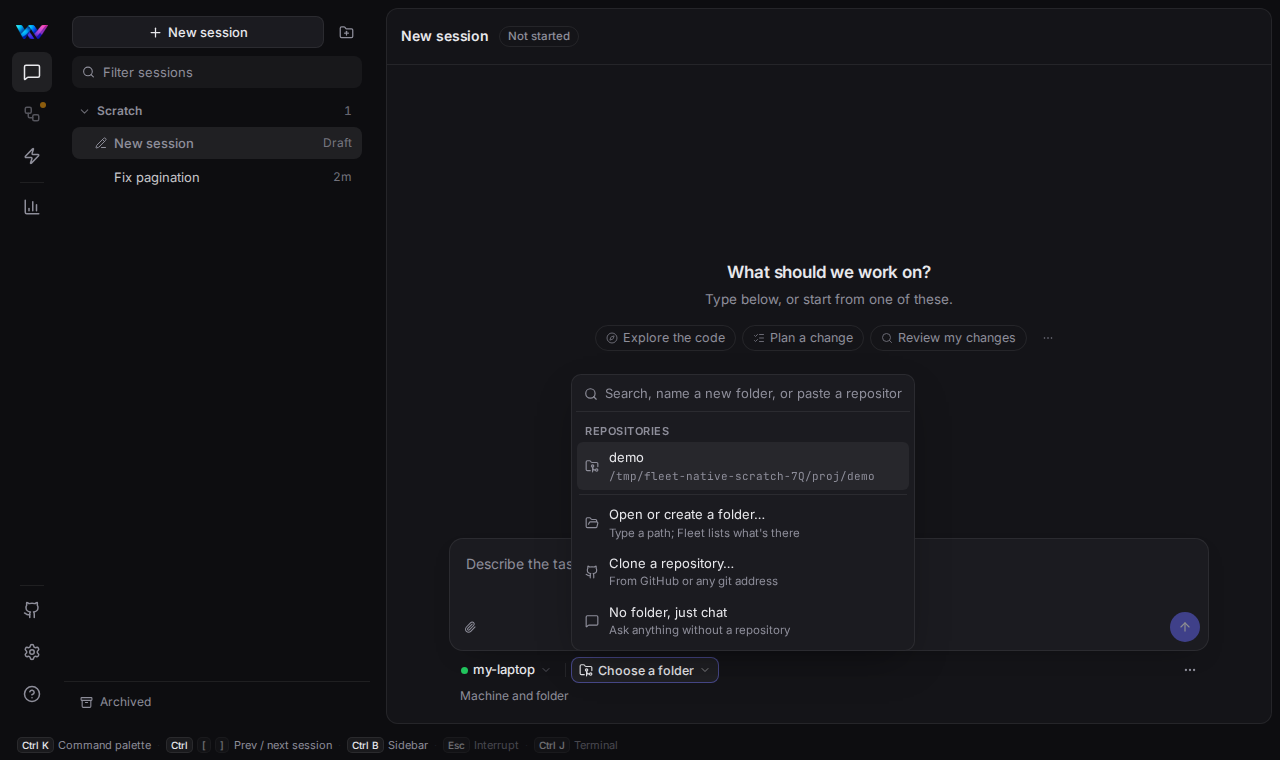 New session
Filter sessions
Scratch 1
New session Draft
Fix pagination 2m
Archived
New session Not started
What should we work on?
Type below, or start from one of these.
Explore the code Plan a change Review my changes
Search, name a new folder, or paste a repositor
REPOSITORIES
demo
/tmp/fleet-native-scratch-7Q/proj/demo
Open or create a folder...
Type a path; Fleet lists what's there
Clone a repository...
From GitHub or any git address
No folder, just chat
Ask anything without a repository
Describe the tas
my-laptop Choose a folder
Machine and folder
Ctrl K Command palette Ctrl [ ] Prev / next session Ctrl B Sidebar Esc Interrupt Ctrl J Terminal